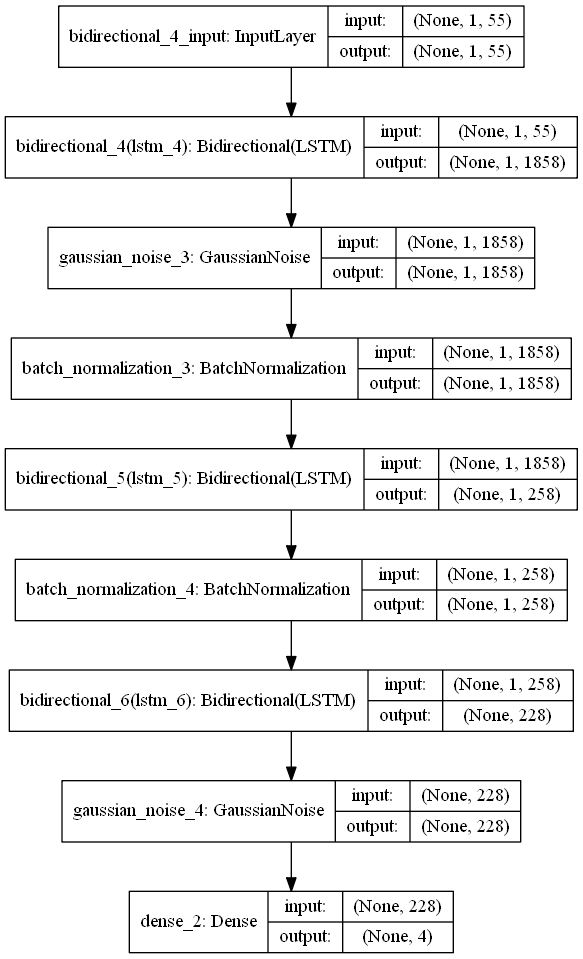 bidirectional_4_input: InputLayer
input: (None, 1, 55)
output: (None, 1, 55)
bidirectional_4(lstm_4): Bidirectional(LSTM)
input: (None, 1, 55)
output: (None, 1, 1858)
gaussian_noise_3: GaussianNoise
input: (None, 1, 1858)
output: (None, 1, 1858)
batch_normalization_3: BatchNormalization
input: (None, 1, 1858)
output: (None, 1, 1858)
bidirectional_5(lstm_5): Bidirectional(LSTM)
input: (None, 1, 1858)
output: (None, 1, 258)
batch_normalization_4: BatchNormalization
input: (None, 1, 258)
output: (None, 1, 258)
bidirectional_6(lstm_6): Bidirectional(LSTM)
input: (None, 1, 258)
output: (None, 228)
gaussian_noise_4: GaussianNoise
input: (None, 228)
output: (None, 228)
dense_2: Dense
input: (None, 228)
output: (None, 4)